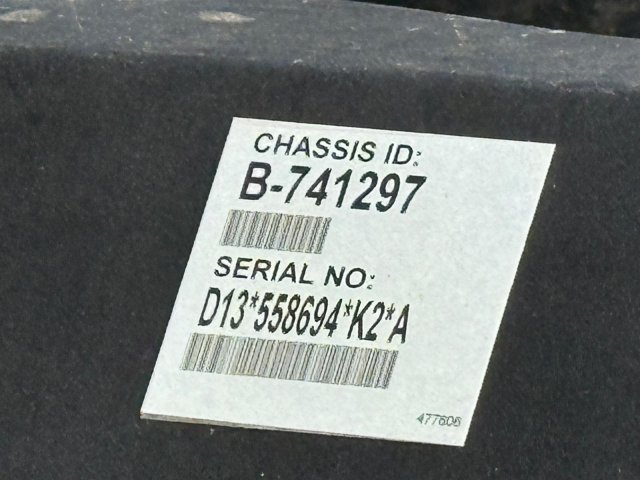 CHASSIS ID:
B-741297
SERIAL NO:
D13*558694*K2*A
477606